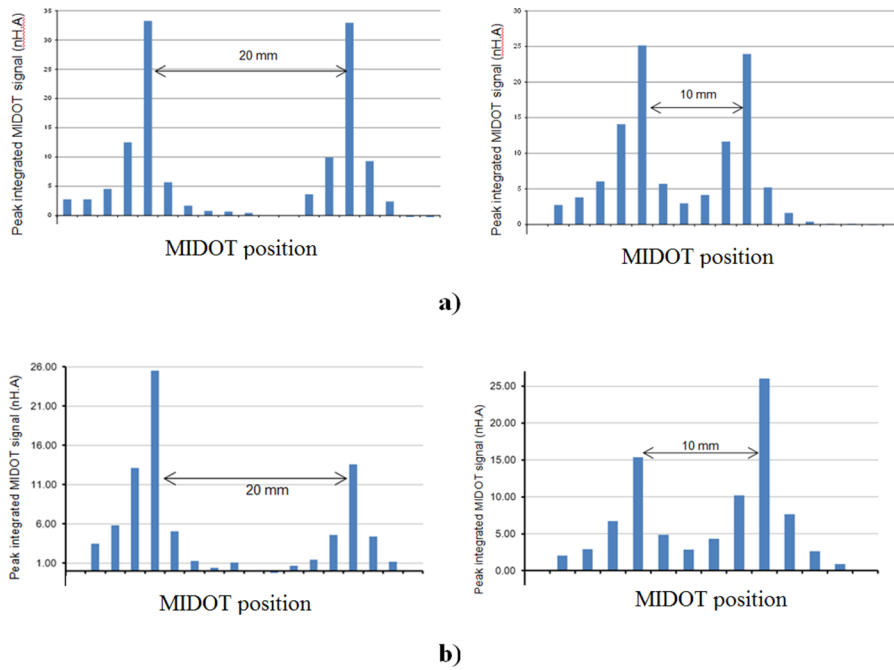 Peak integrated MIDOT signal (nH.A)
35
30
25
20
15
10
5
0
20 mm
MIDOT position
Peak integrated MIDOT signal (nH.A)
30
25
20
15
10
5
0
10 mm
MIDOT position
a)
Peak integrated MIDOT signal (nH.A)
26.00
21.00
16.00
11.00
6.00
1.00
20 mm
MIDOT position
Peak integrated MIDOT signal (nH.A)
25.00
20.00
15.00
10.00
5.00
0.00
10 mm
MIDOT position
b)